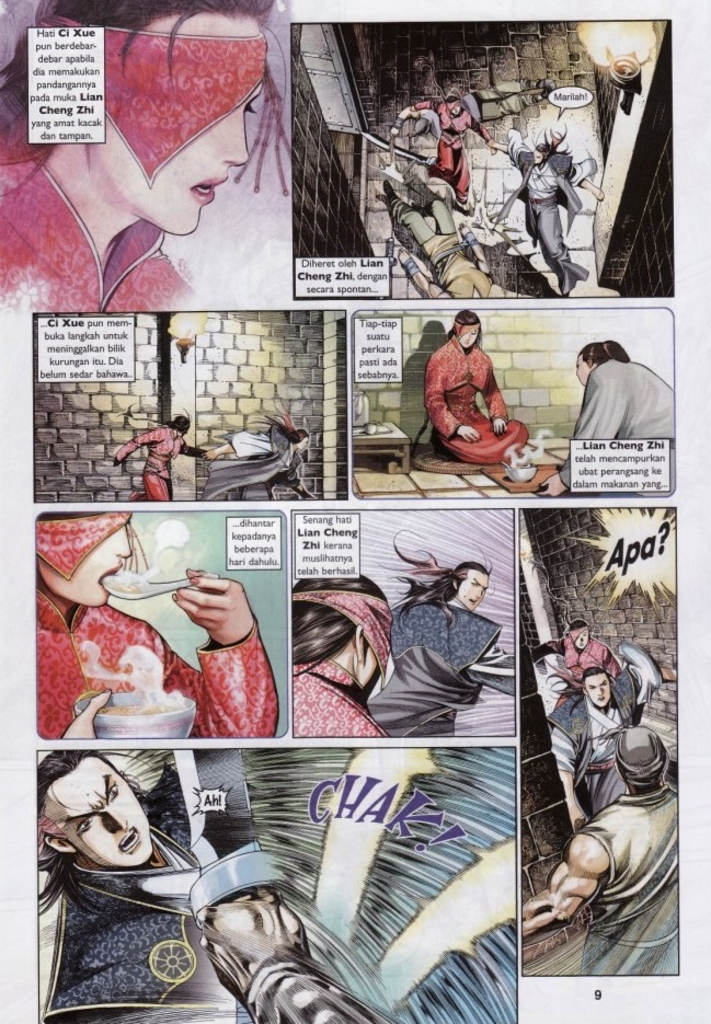 Hati Ci Xue
pun berdebar-
debar apabila
dia memakukan
pandangannya
pada muka Lian
Cheng Zhi
yang amat kacak
dan tampan.
Marilah!
Diheret oleh Lian
Cheng Zhi, dengan
secara spontan...
...Ci Xue pun mem-
buka langkah untuk
meninggalkan bilik
kurungan itu. Dia
belum sedar bahawa..
Tiap-tiap
suatu
perkara
pasti ada
sebabnya.
...Lian Cheng Zhi
telah mencampurkan
ubat perangsang ke
dalam makanan yang...
...dihantar
kepadanya
beberapa
hari dahulu.
Senang hati
Lian Cheng
Zhi kerana
muslihatnya
telah berhasil.
Apa?
Ah!
CHAK!
9